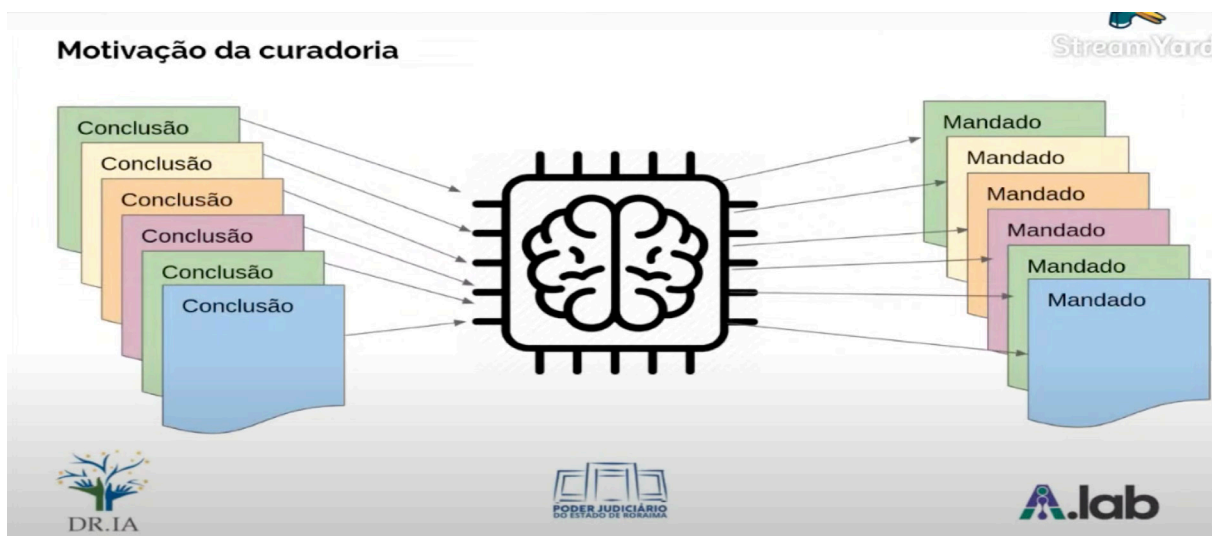 StreamYard
Motivação da curadoria
Conclusão
Conclusão
Conclusão
Conclusão
Conclusão
Conclusão
Mandado
Mandado
Mandado
Mandado
Mandado
Mandado
DR.IA
PODER JUDICIÁRIO
DO ESTADO DE RORAIMA
A.lab